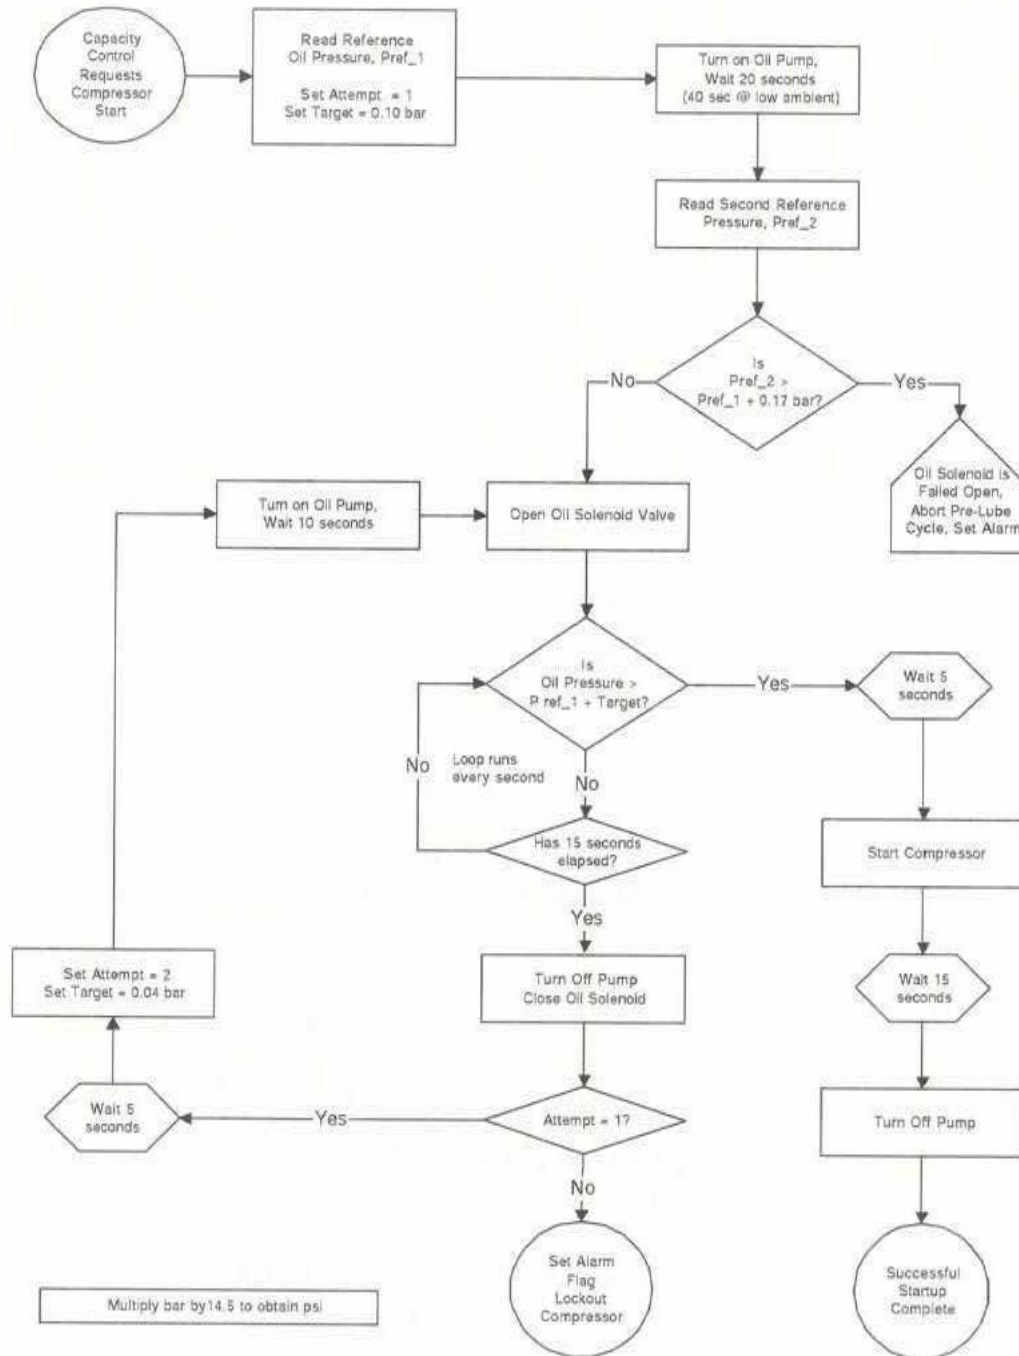 Capacity
Control
Requests
Compressor
Start
Read Reference
Oil Pressure, Pref_1
Set Attempt = 1
Set Target = 0.10 bar
Turn on Oil Pump,
Wait 20 seconds
(40 sec @ low ambient)
Read Second Reference
Pressure, Pref_2
Is
Pref_2 >
Pref_1 + 0.17 bar?
No
Yes
Oil Solenoid is
Failed Open,
Abort Pre-Lube
Cycle, Set Alarm
Turn on Oil Pump,
Wait 10 seconds
Open Oil Solenoid Valve
Is
Oil Pressure >
P ref_1 + Target?
Yes
Wait 5
seconds
No
Loop runs
every second
No
Has 15 seconds
elapsed?
Start Compressor
Yes
Set Attempt = 2
Set Target = 0.04 bar
Turn Off Pump
Close Oil Solenoid
Wait 15
seconds
Wait 5
seconds
Yes
Attempt = 1?
Turn Off Pump
No
Set Alarm
Flag
Lockout
Compressor
Successful
Startup
Complete
Multiply bar by14.5 to obtain psi